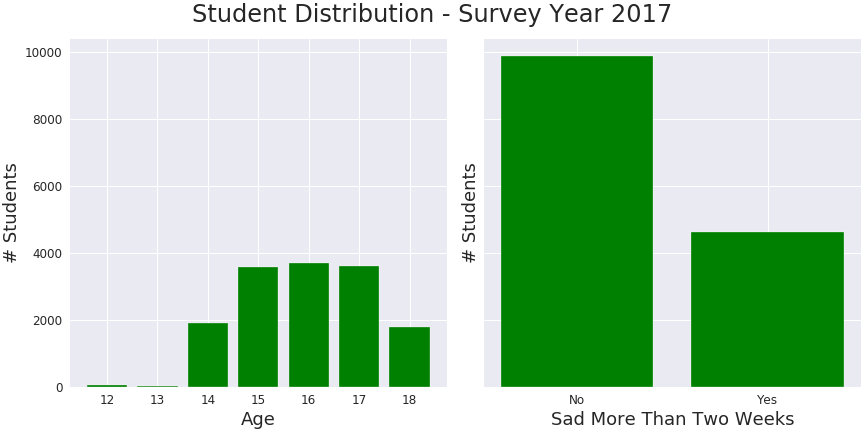 Student Distribution - Survey Year 2017
# Students
10000
8000
6000
4000
2000
0
12 13 14 15 16 17 18
Age
# Students
No Yes
Sad More Than Two Weeks